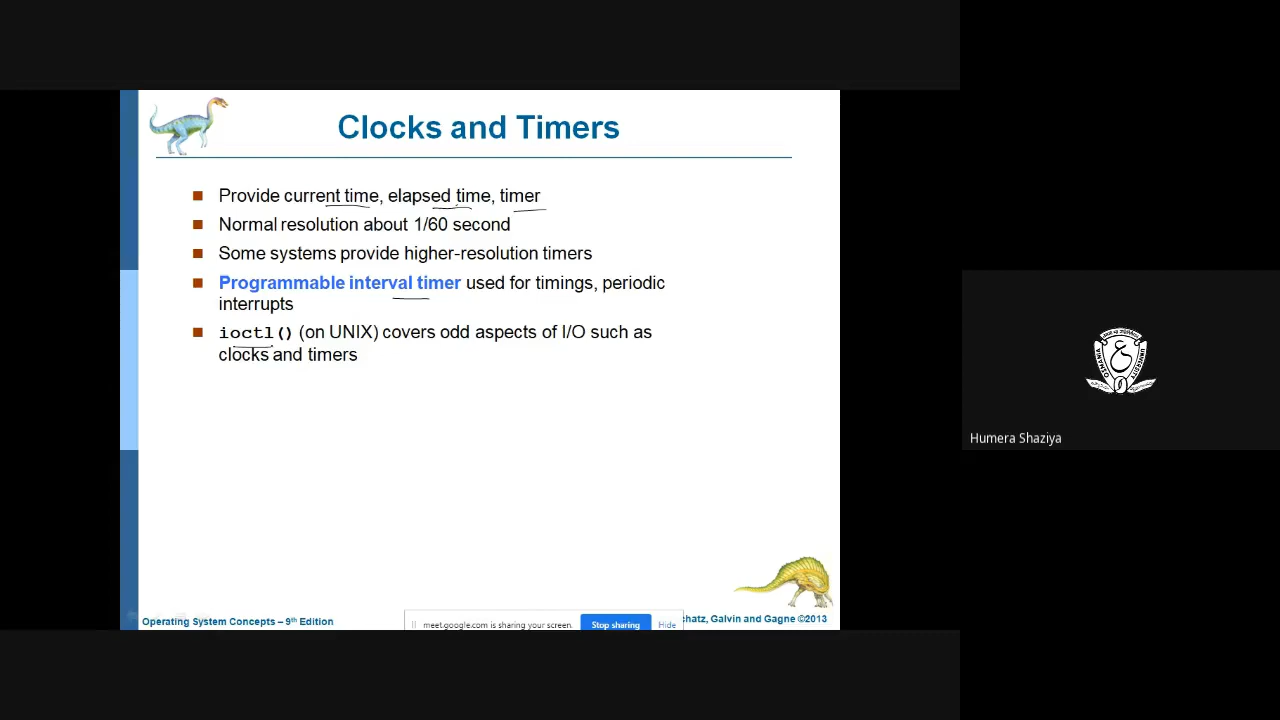 Clocks and Timers
Provide current time, elapsed time, timer
Normal resolution about 1/60 second
Some systems provide higher-resolution timers
Programmable interval timer used for timings, periodic
interrupts
ioctl() (on UNIX) covers odd aspects of I/O such as
clocks and timers
Operating System Concepts – 9th Edition
meet.google.com is sharing your screen.
Stop sharing
Hide
chatz, Galvin and Gagne ©2013
OSMANIA UNIVERSITY
Humera Shaziya